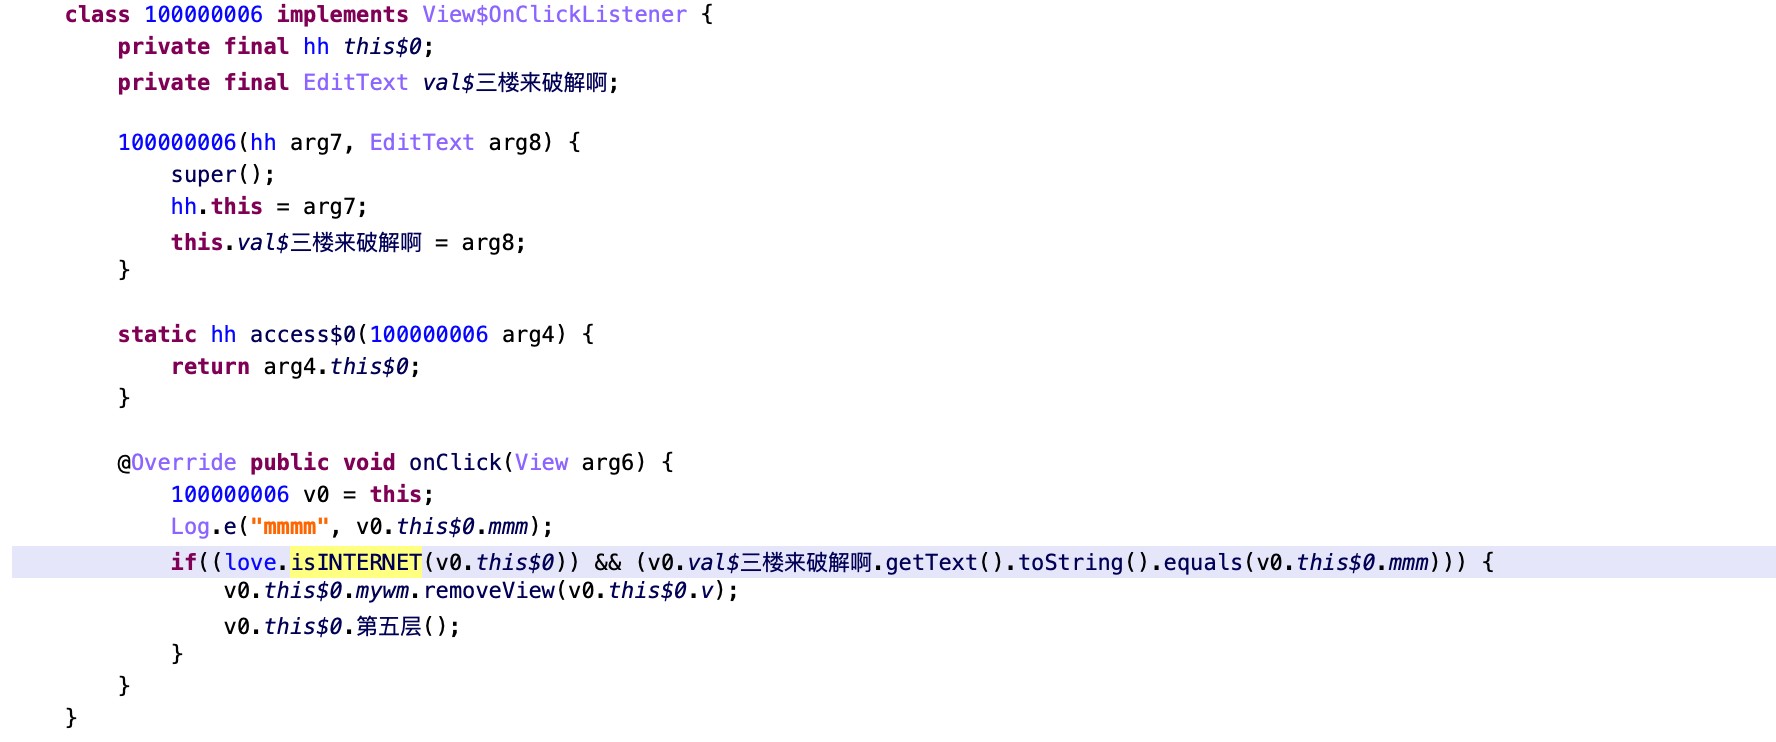 class 100000006 implements View$OnClickListener {
private final hh this$0;
private final EditText val$三楼来破解啊;
100000006(hh arg7, EditText arg8) {
super();
hh.this = arg7;
this.val$三楼来破解啊 = arg8;
}
static hh access$0(100000006 arg4) {
return arg4.this$0;
}
@Override public void onClick(View arg6) {
100000006 v0 = this;
Log.e("mmmm", v0.this$0.mmm);
if((love.isINTERNET(v0.this$0)) && (v0.val$三楼来破解啊.getText().toString().equals(v0.this$0.mmm))) {
v0.this$0.mywm.removeView(v0.this$0.v);
v0.this$0.第五层();
}
}
}